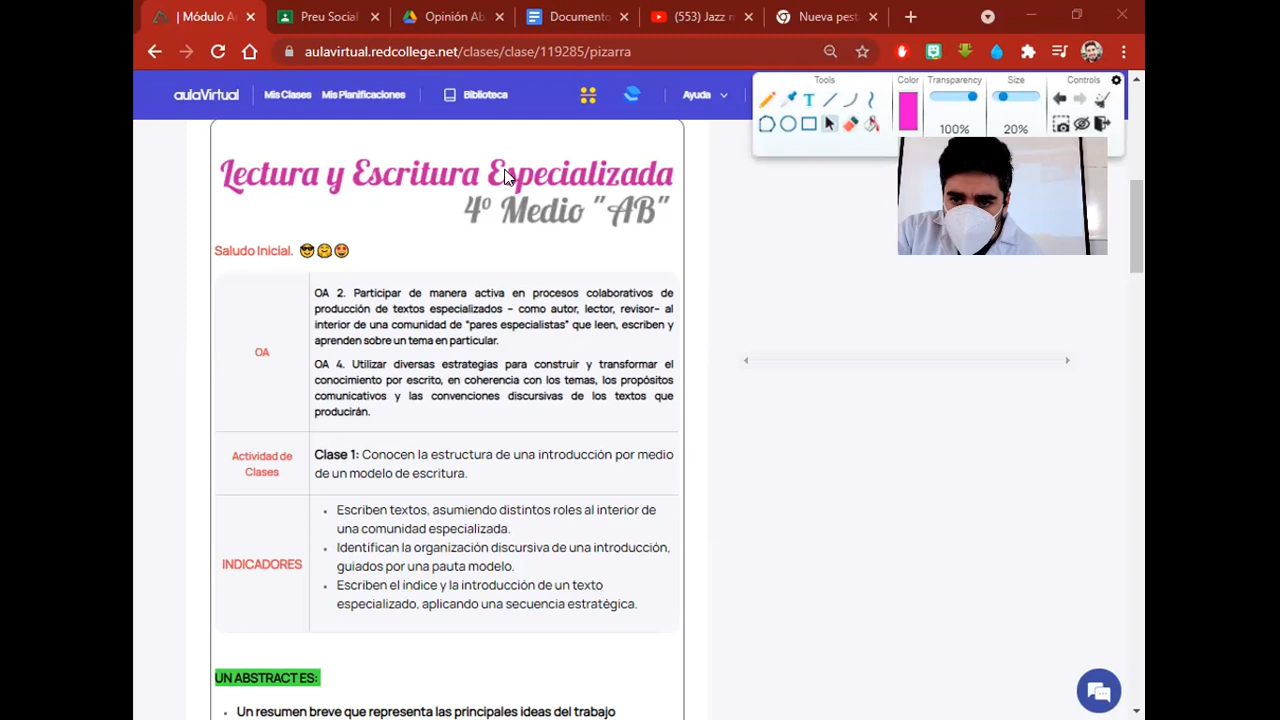 | Módulo A
Preu Social
Opinión Ab
Documento
(553) Jazz
Nueva pest
aulavirtual.redcollege.net/clases/clase/119285/pizarra
aulaVirtual
Mis Clases
Mis Planificaciones
Biblioteca
Ayuda
Tools
Color
Transparency
Size
Controls
100%
20%
Lectura y Escritura Especializada
4º Medio "AB"
Saludo Inicial.
OA
OA 2. Participar de manera activa en procesos colaborativos de
producción de textos especializados – como autor, lector, revisor– al
interior de una comunidad de “pares especialistas” que leen, escriben y
aprenden sobre un tema en particular.
OA 4. Utilizar diversas estrategias para construir y transformar el
conocimiento por escrito, en coherencia con los temas, los propósitos
comunicativos y las convenciones discursivas de los textos que
producirán.
Actividad de
Clases
Clase 1: Conocen la estructura de una introducción por medio
de un modelo de escritura.
INDICADORES
• Escriben textos, asumiendo distintos roles al interior de
una comunidad especializada.
• Identifican la organización discursiva de una introducción,
guiados por una pauta modelo.
• Escriben el índice y la introducción de un texto
especializado, aplicando una secuencia estratégica.
UN ABSTRACT ES:
• Un resumen breve que representa las principales ideas del trabajo